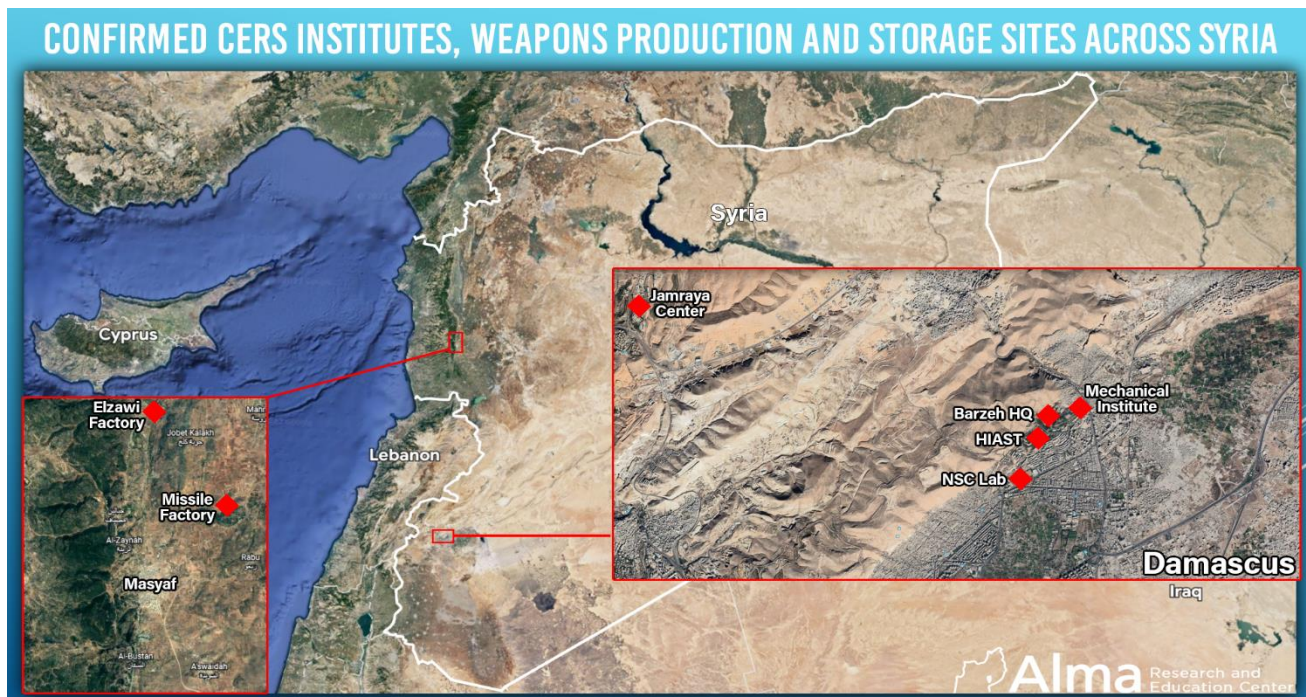 CONFIRMED CERS INSTITUTES, WEAPONS PRODUCTION AND STORAGE SITES ACROSS SYRIA
Syria
Cyprus
Lebanon
Jamraya
Center
Mechanical
Institute
Barzeh HQ
HIAST
NSC Lab
Damascus
Iraq
Elzawi
Factory
Jobet Kalakh
Missile
Factory
Al-Zaynah
Rabu
Masyaf
Al-Bustan
Aswaidah
Alma
Research and
Education Center